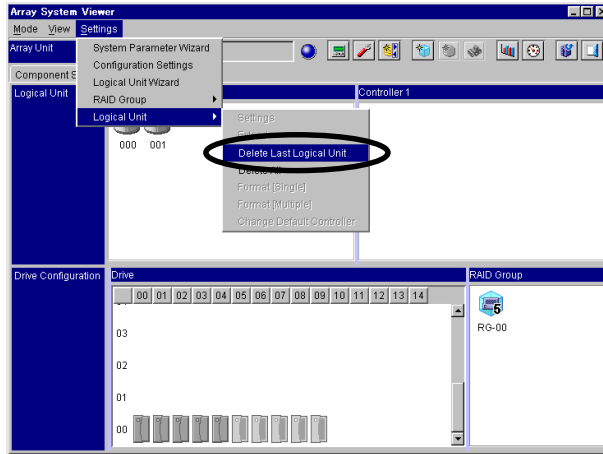 Array System Viewer
Mode View Settings
Array Unit
System Parameter Wizard
Configuration Settings
Logical Unit Wizard
RAID Group
Logical Unit
Component S
Logical Unit
Controller 1
000 001
Settings
Delete Last Logical Unit
Delete All
Format [Single]
Format [Multiple]
Change Default Controller
Drive Configuration
Drive
RAID Group
00 01 02 03 04 05 06 07 08 09 10 11 12 13 14
03
02
01
00
5
RG-00